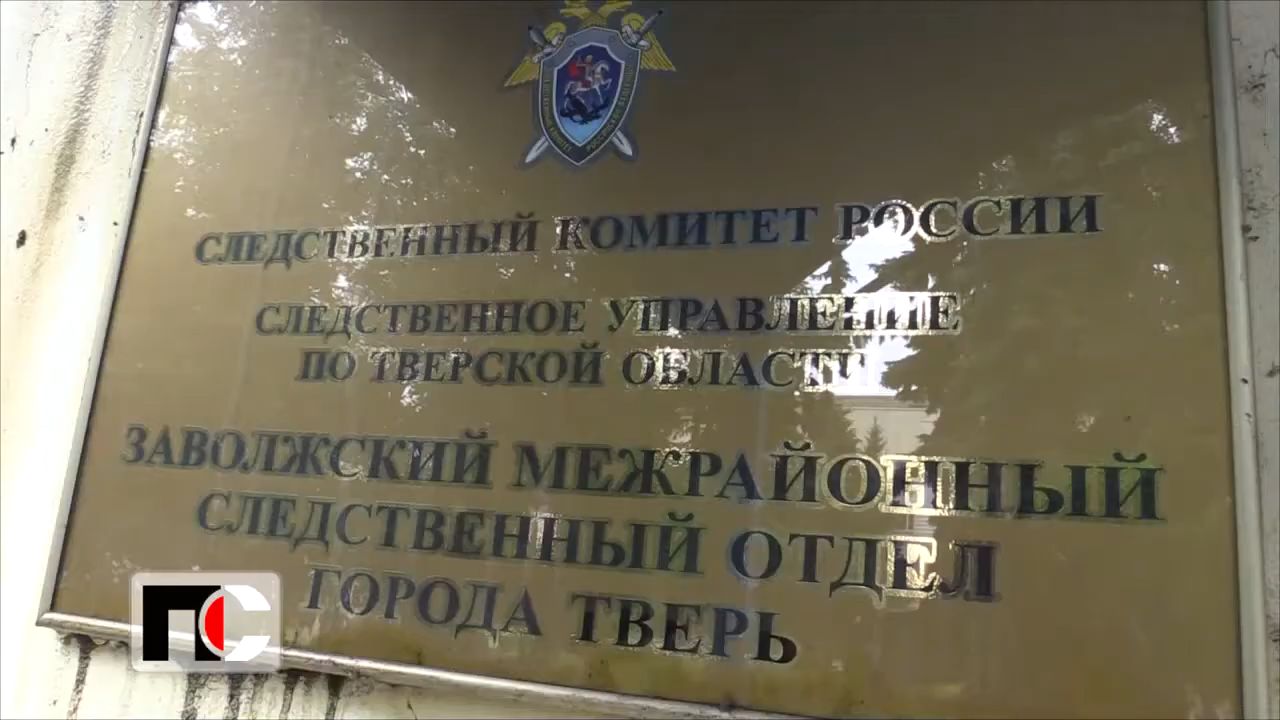 СЛЕДСТВЕННЫЙ КОМИТЕТ РОССИИ
СЛЕДСТВЕННОЕ УПРАВЛЕНИЕ
ПО ТВЕРСКОЙ ОБЛАСТИ
ЗАВОЛЖСКИЙ МЕЖРАЙОННЫЙ
СЛЕДСТВЕННЫЙ ОТДЕЛ
ГОРОДА ТВЕРЬ
ПС